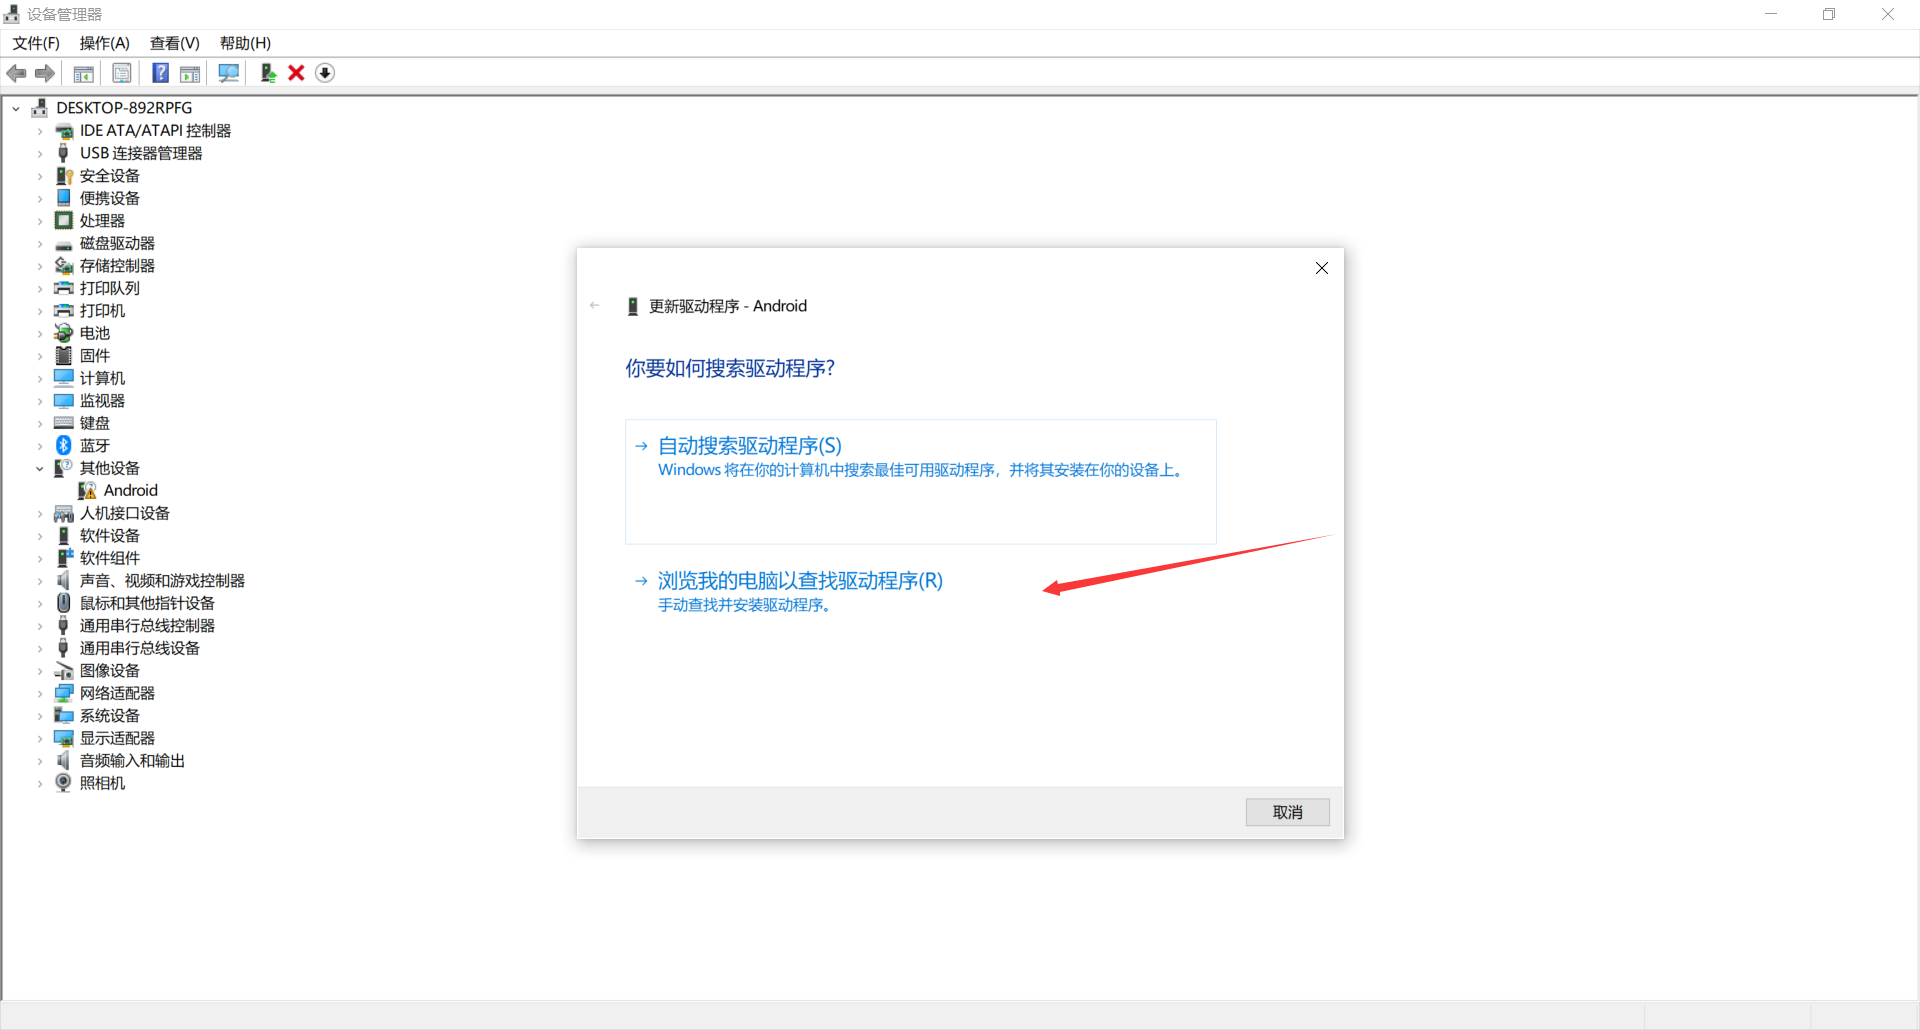 设备管理器
文件(F) 操作(A) 查看(V) 帮助(H)
DESKTOP-892RPFG
IDE ATA/ATAPI 控制器
USB 连接器管理器
安全设备
便携设备
处理器
磁盘驱动器
存储控制器
打印队列
打印机
电池
固件
计算机
监视器
键盘
蓝牙
其他设备
Android
人机接口设备
软件设备
软件组件
声音、视频和游戏控制器
鼠标和其他指针设备
通用串行总线控制器
通用串行总线设备
图像设备
网络适配器
系统设备
显示适配器
音频输入和输出
照相机
更新驱动程序 - Android
你要如何搜索驱动程序?
自动搜索驱动程序(S)
Windows 将在你的计算机中搜索最佳可用驱动程序，并将其安装在你的设备上。
浏览我的电脑以查找驱动程序(R)
手动查找并安装驱动程序。
取消